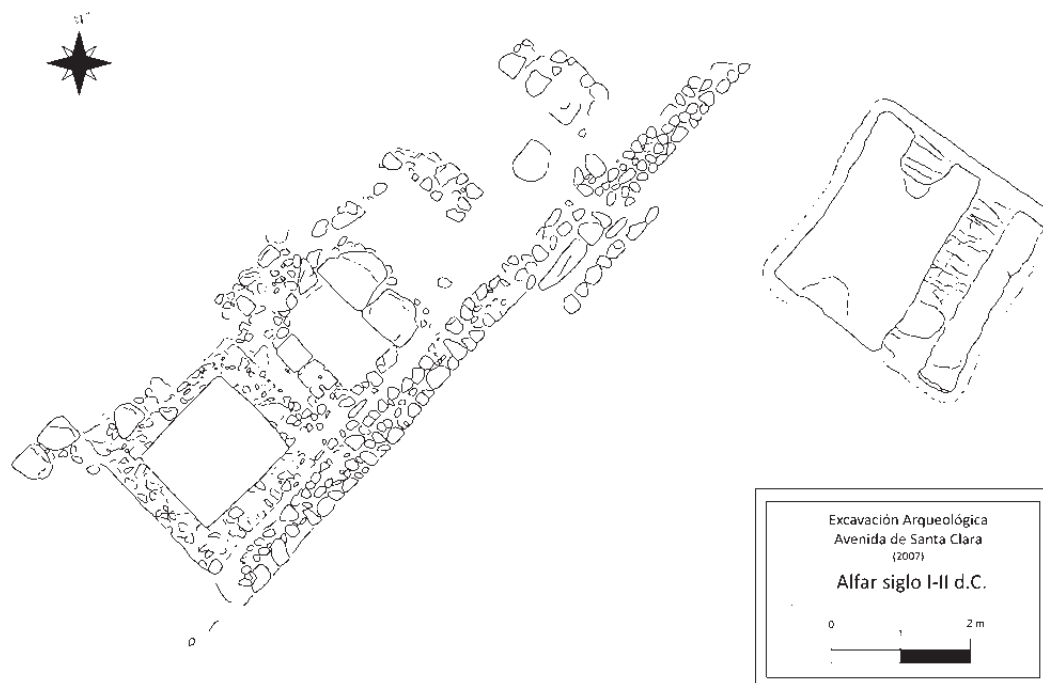 N
Excavación Arqueológica
Avenida de Santa Clara
(2007)
Alfar siglo I-II d.C.
0 1 2 m